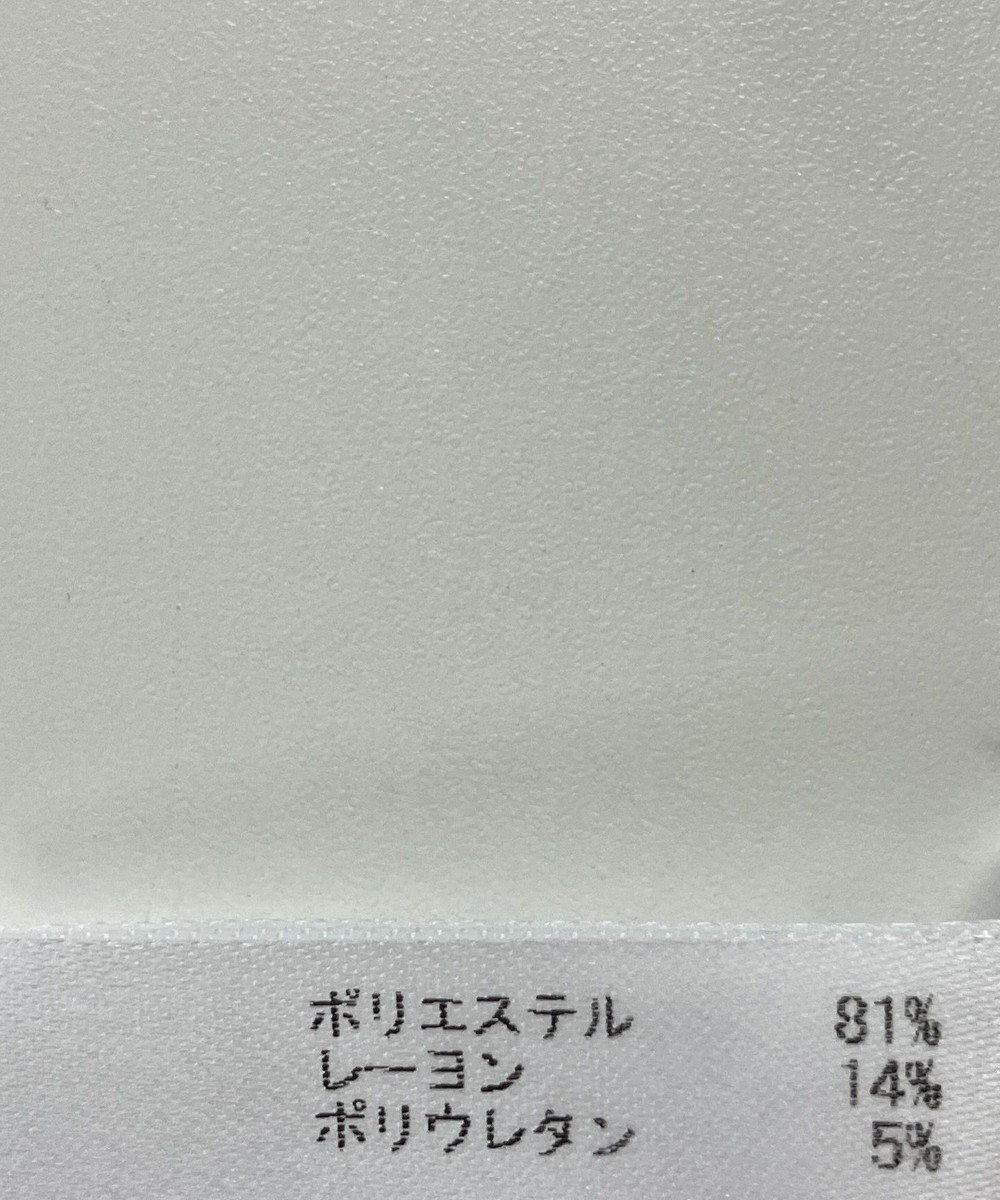 ポリエステル 81%
レーヨン 14%
ポリウレタン 5%